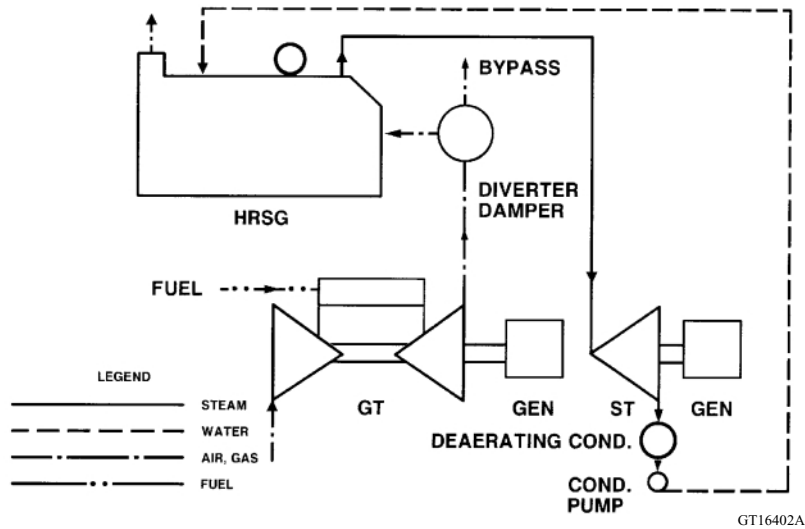 BYPASS
DIVERTER
DAMPER
HRSG
FUEL
LEGEND
STEAM
WATER
AIR, GAS
FUEL
GT
GEN
ST
GEN
DEAERATING COND.
COND.
PUMP
GT16402A